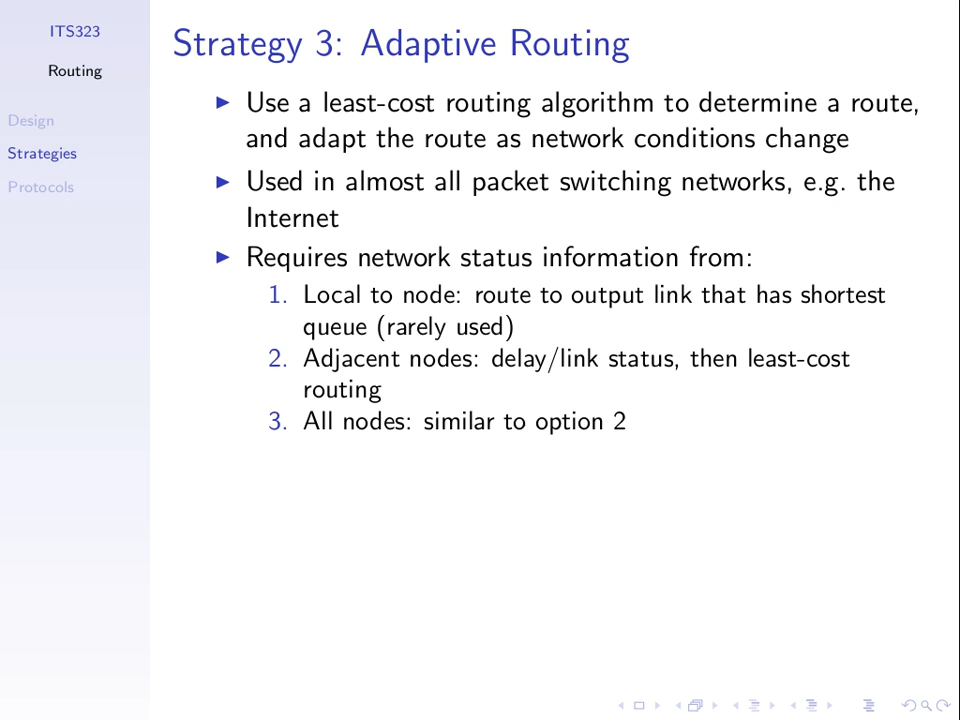 ITS323
Routing
Design
Strategies
Protocols
Strategy 3: Adaptive Routing
Use a least-cost routing algorithm to determine a route,
and adapt the route as network conditions change
Used in almost all packet switching networks, e.g. the
Internet
Requires network status information from:
1. Local to node: route to output link that has shortest
queue (rarely used)
2. Adjacent nodes: delay/link status, then least-cost
routing
3. All nodes: similar to option 2